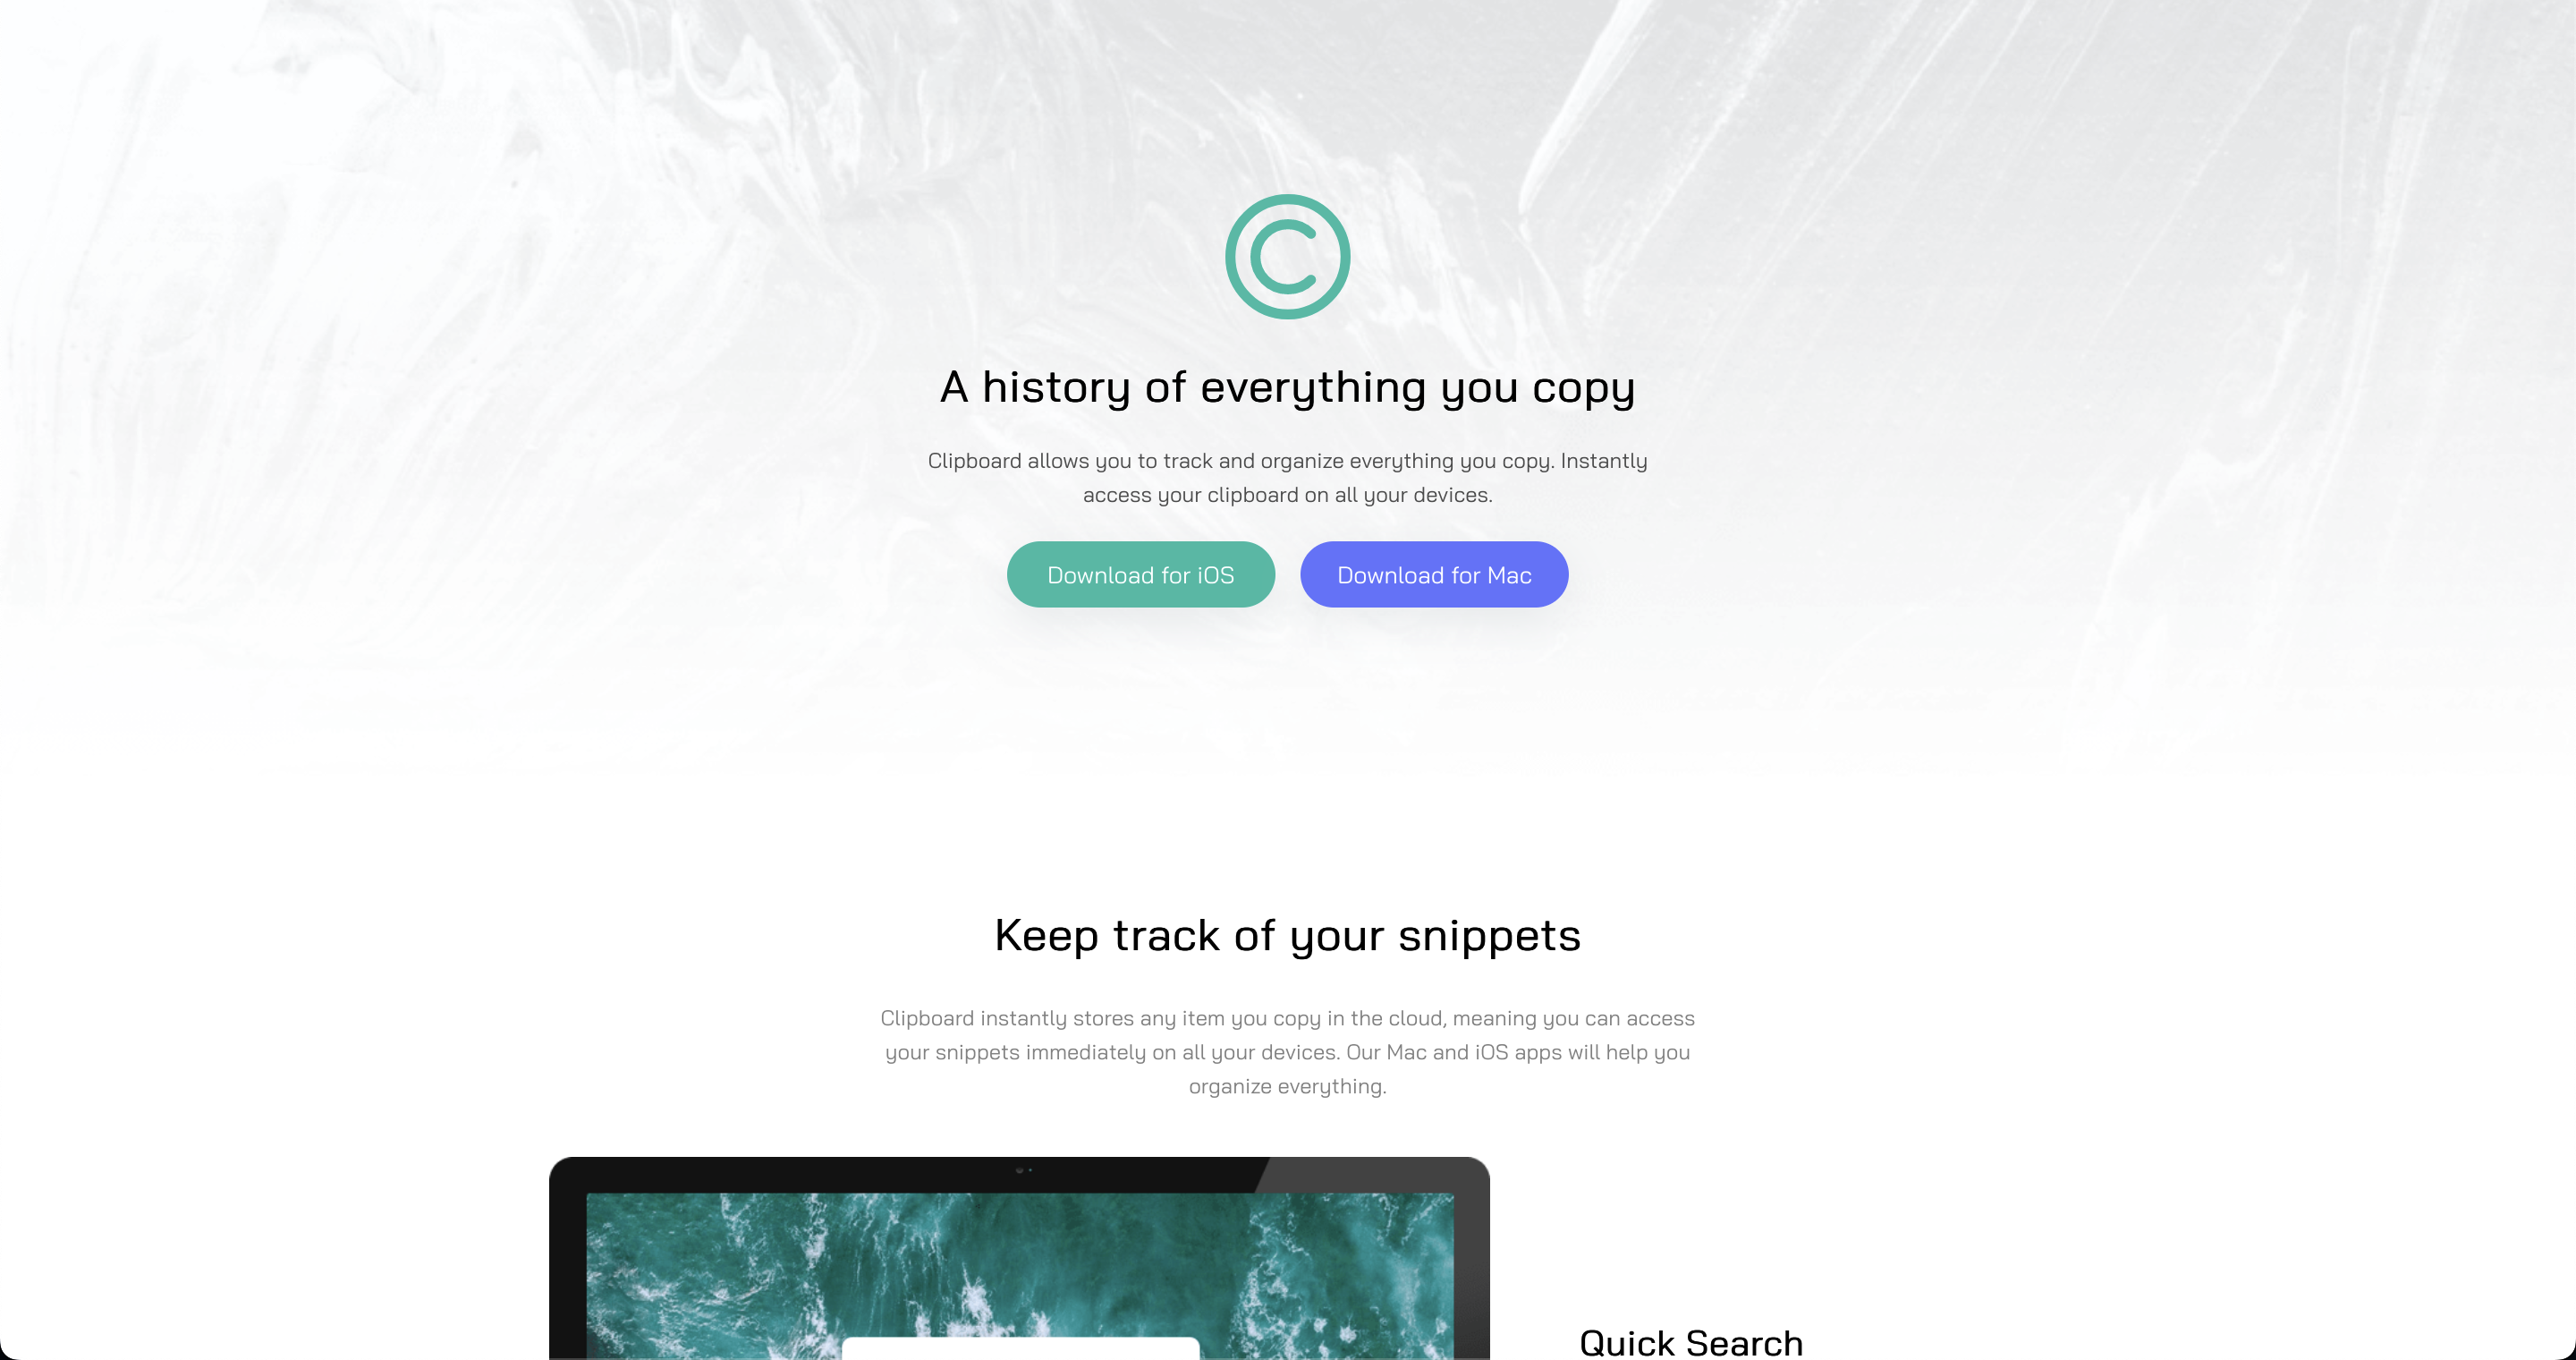 A history of everything you copy
Clipboard allows you to track and organize everything you copy. Instantly
access your clipboard on all your devices.
Download for iOS
Download for Mac
Keep track of your snippets
Clipboard instantly stores any item you copy in the cloud, meaning you can access
your snippets immediately on all your devices. Our Mac and iOS apps will help you
organize everything.
Quick Search